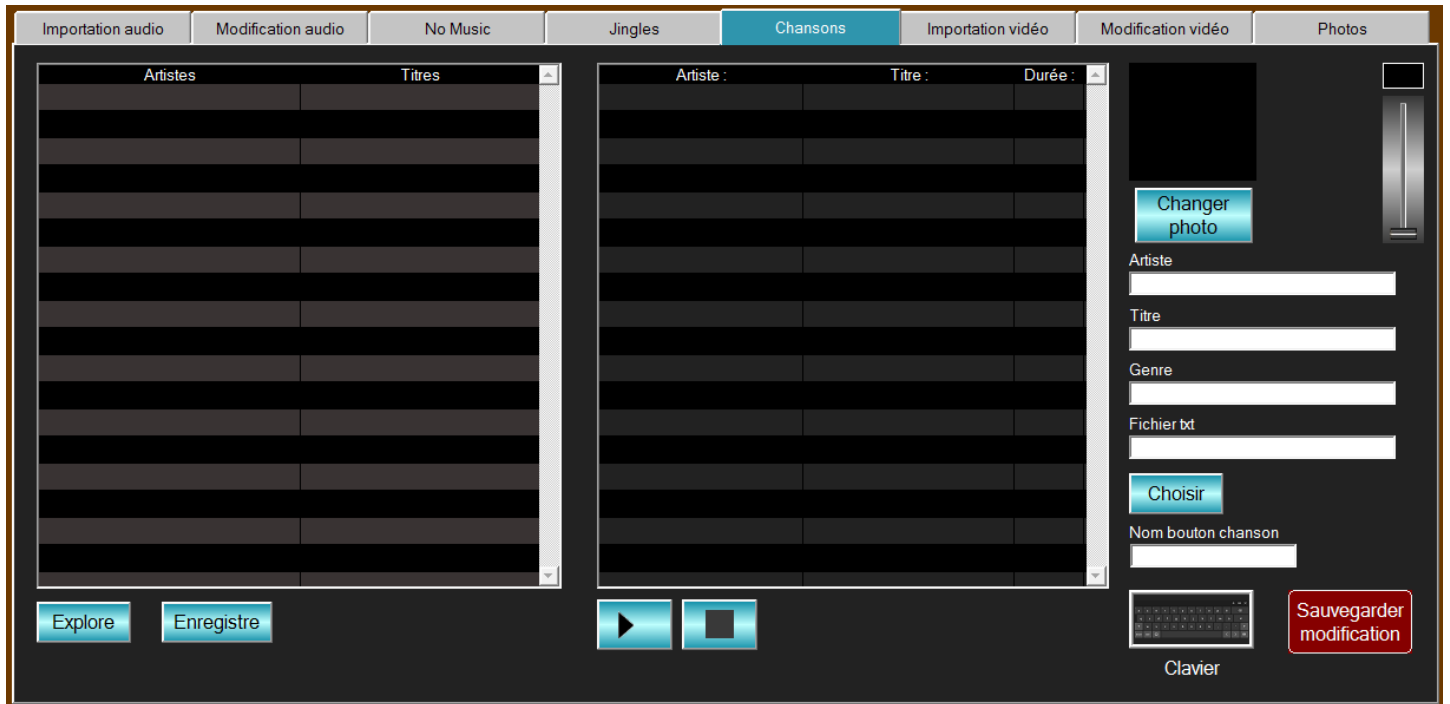 Importation audio
Modification audio
No Music
Jingles
Chansons
Importation vidéo
Modification vidéo
Photos
Artistes
Titres
Artiste :
Titre :
Durée :
Changer
photo
Artiste
Titre
Genre
Fichier txt
Choisir
Nom bouton chanson
Explore
Enregistre
Sauvegarder
modification
Clavier